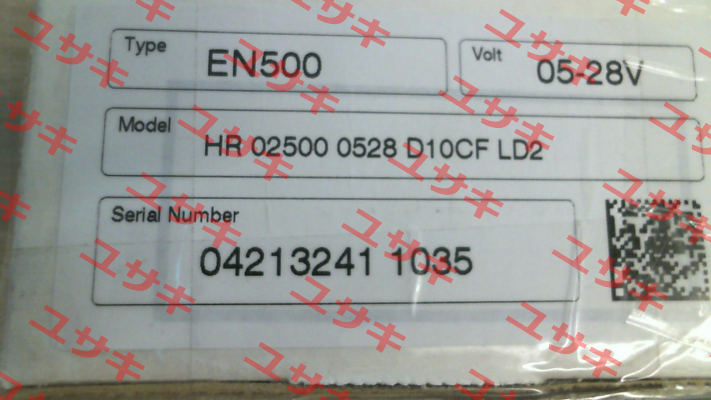 Type
EN500
Volt
05-28V
Model
HR 02500 0528 D10CF LD2
Serial Number
04213241 1035
ユサキ